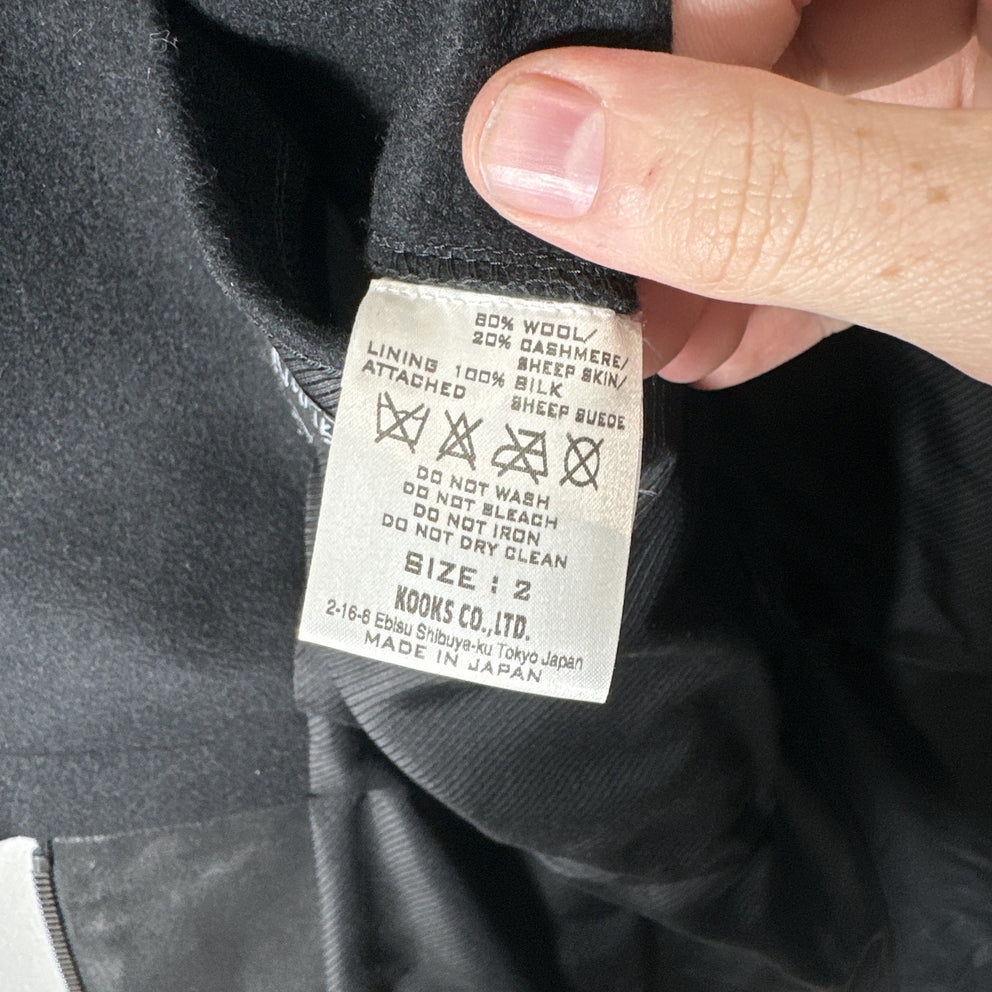 80% WOOL/
20% CASHMERE/
SHEEP SKIN/
LINING 100% SILK
ATTACHED SHEEP SUEDE
DO NOT WASH
DO NOT BLEACH
DO NOT IRON
DO NOT DRY CLEAN
SIZE : 2
KOOKS CO.,LTD.
2-16-8 Ebisu Shibuya-ku Tokyo Japan
MADE IN JAPAN